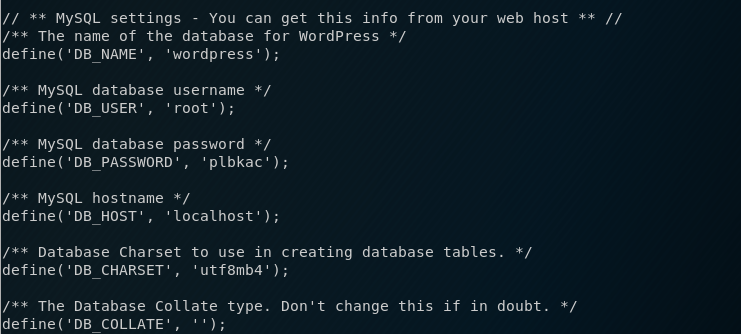 // ** MySQL settings - You can get this info from your web host ** //
/** The name of the database for WordPress */
define('DB_NAME', 'wordpress');
/** MySQL database username */
define('DB_USER', 'root');
/** MySQL database password */
define('DB_PASSWORD', 'plbkac');
/** MySQL hostname */
define('DB_HOST', 'localhost');
/** Database Charset to use in creating database tables. */
define('DB_CHARSET', 'utf8mb4');
/** The Database Collate type. Don't change this if in doubt. */
define('DB_COLLATE', '');